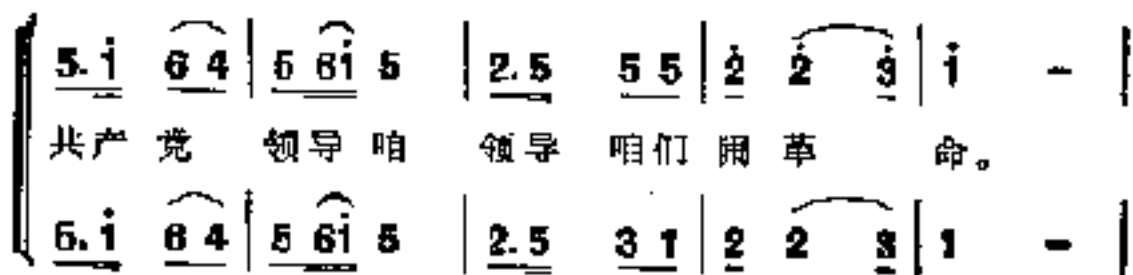 5.i 6 4 | 5 6i 5 | 2.5 5 5 | 2̇ 2̇ 3̇ | i -
共产党 领导咱 领导 咱们闹革 命。
5.i 6 4 | 5 6i 5 | 2.5 3 1 | 2 2 3 | 1 -